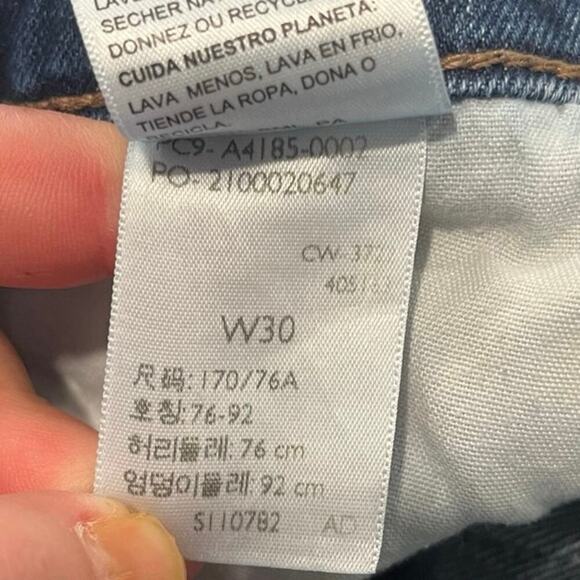 SECHER NA
DONNEZ OU RECYCLE
CUIDA NUESTRO PLANETA:
LAVA MENOS, LAVA EN FRIO,
TIENDE LA ROPA, DONA O
RECICLA.
PC9- A4185-0002
PO- 2100020647
CW 372
W30
尺码: 170/76A
호칭: 76-92
허리둘레: 76 cm
엉덩이둘레: 92 cm
S110782 AD